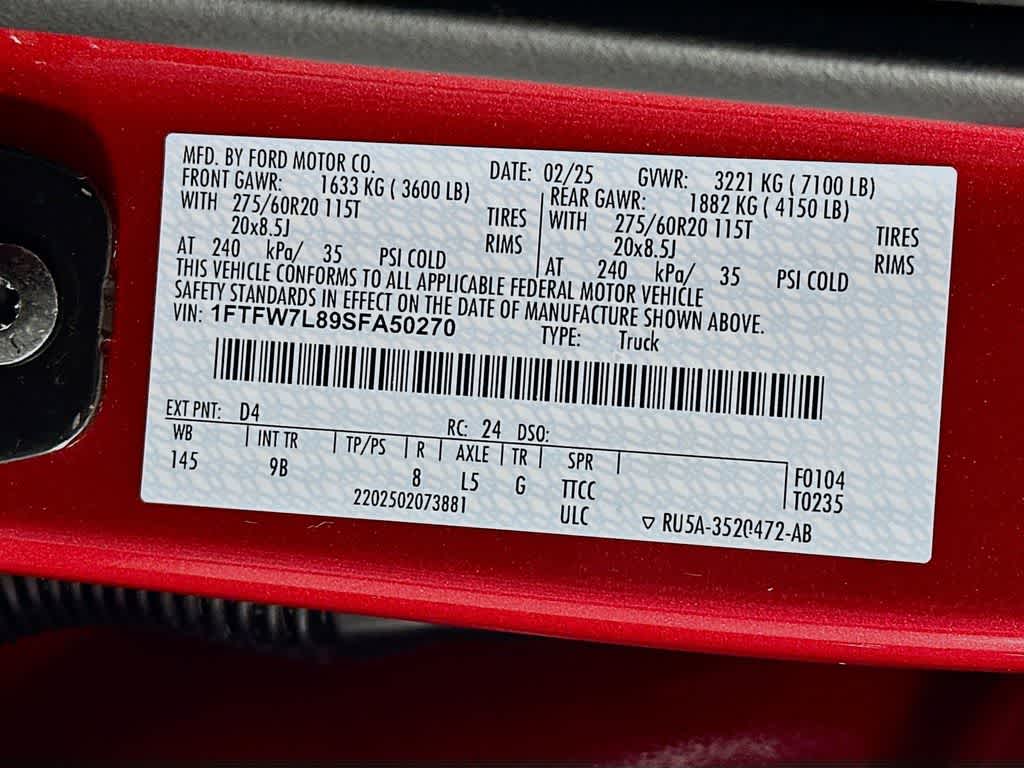 MFD. BY FORD MOTOR CO. DATE: 02/25 GVWR: 3221 KG ( 7100 LB)
FRONT GAWR: 1633 KG ( 3600 LB) REAR GAWR: 1882 KG ( 4150 LB)
WITH 275/60R20 115T TIRES WITH 275/60R20 115T TIRES
20x8.5J RIMS 20x8.5J RIMS
AT 240 kPa/ 35 PSI COLD AT 240 kPa/ 35 PSI COLD
THIS VEHICLE CONFORMS TO ALL APPLICABLE FEDERAL MOTOR VEHICLE
SAFETY STANDARDS IN EFFECT ON THE DATE OF MANUFACTURE SHOWN ABOVE.
VIN: 1FTFW7L89SFA50270 TYPE: Truck
EXT PNT: D4 RC: 24 DSO:
WB INT TR TP/PS R AXLE TR SPR
145 9B 8 L5 G TTCC F0104
2202502073881 ULC T0235
RU5A-3520472-AB